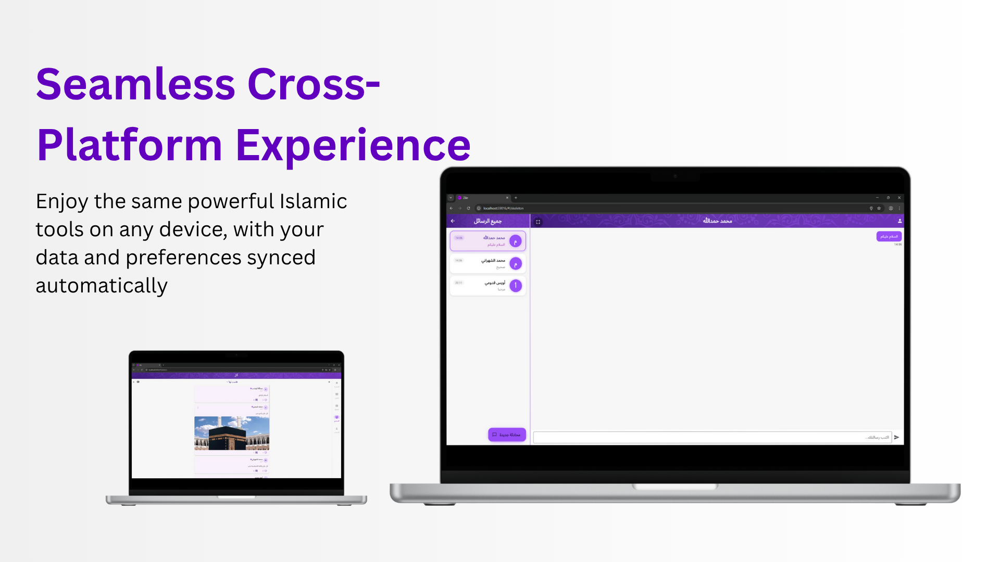 Seamless Cross-
Platform Experience
Enjoy the same powerful Islamic
tools on any device, with your
data and preferences synced
automatically
Zikr
localhost:59816/#/skeleton
جميع الرسائل
محمد حمدالله
محمد حمدالله
14:06
السلام عليكم
محمد الشهراني
14:06
صحيح
أويس قدومي
20:11
مرحبا
م
م
أ
محادثة جديدة
السلام عليكم
14:06
اكتب رسالتك...